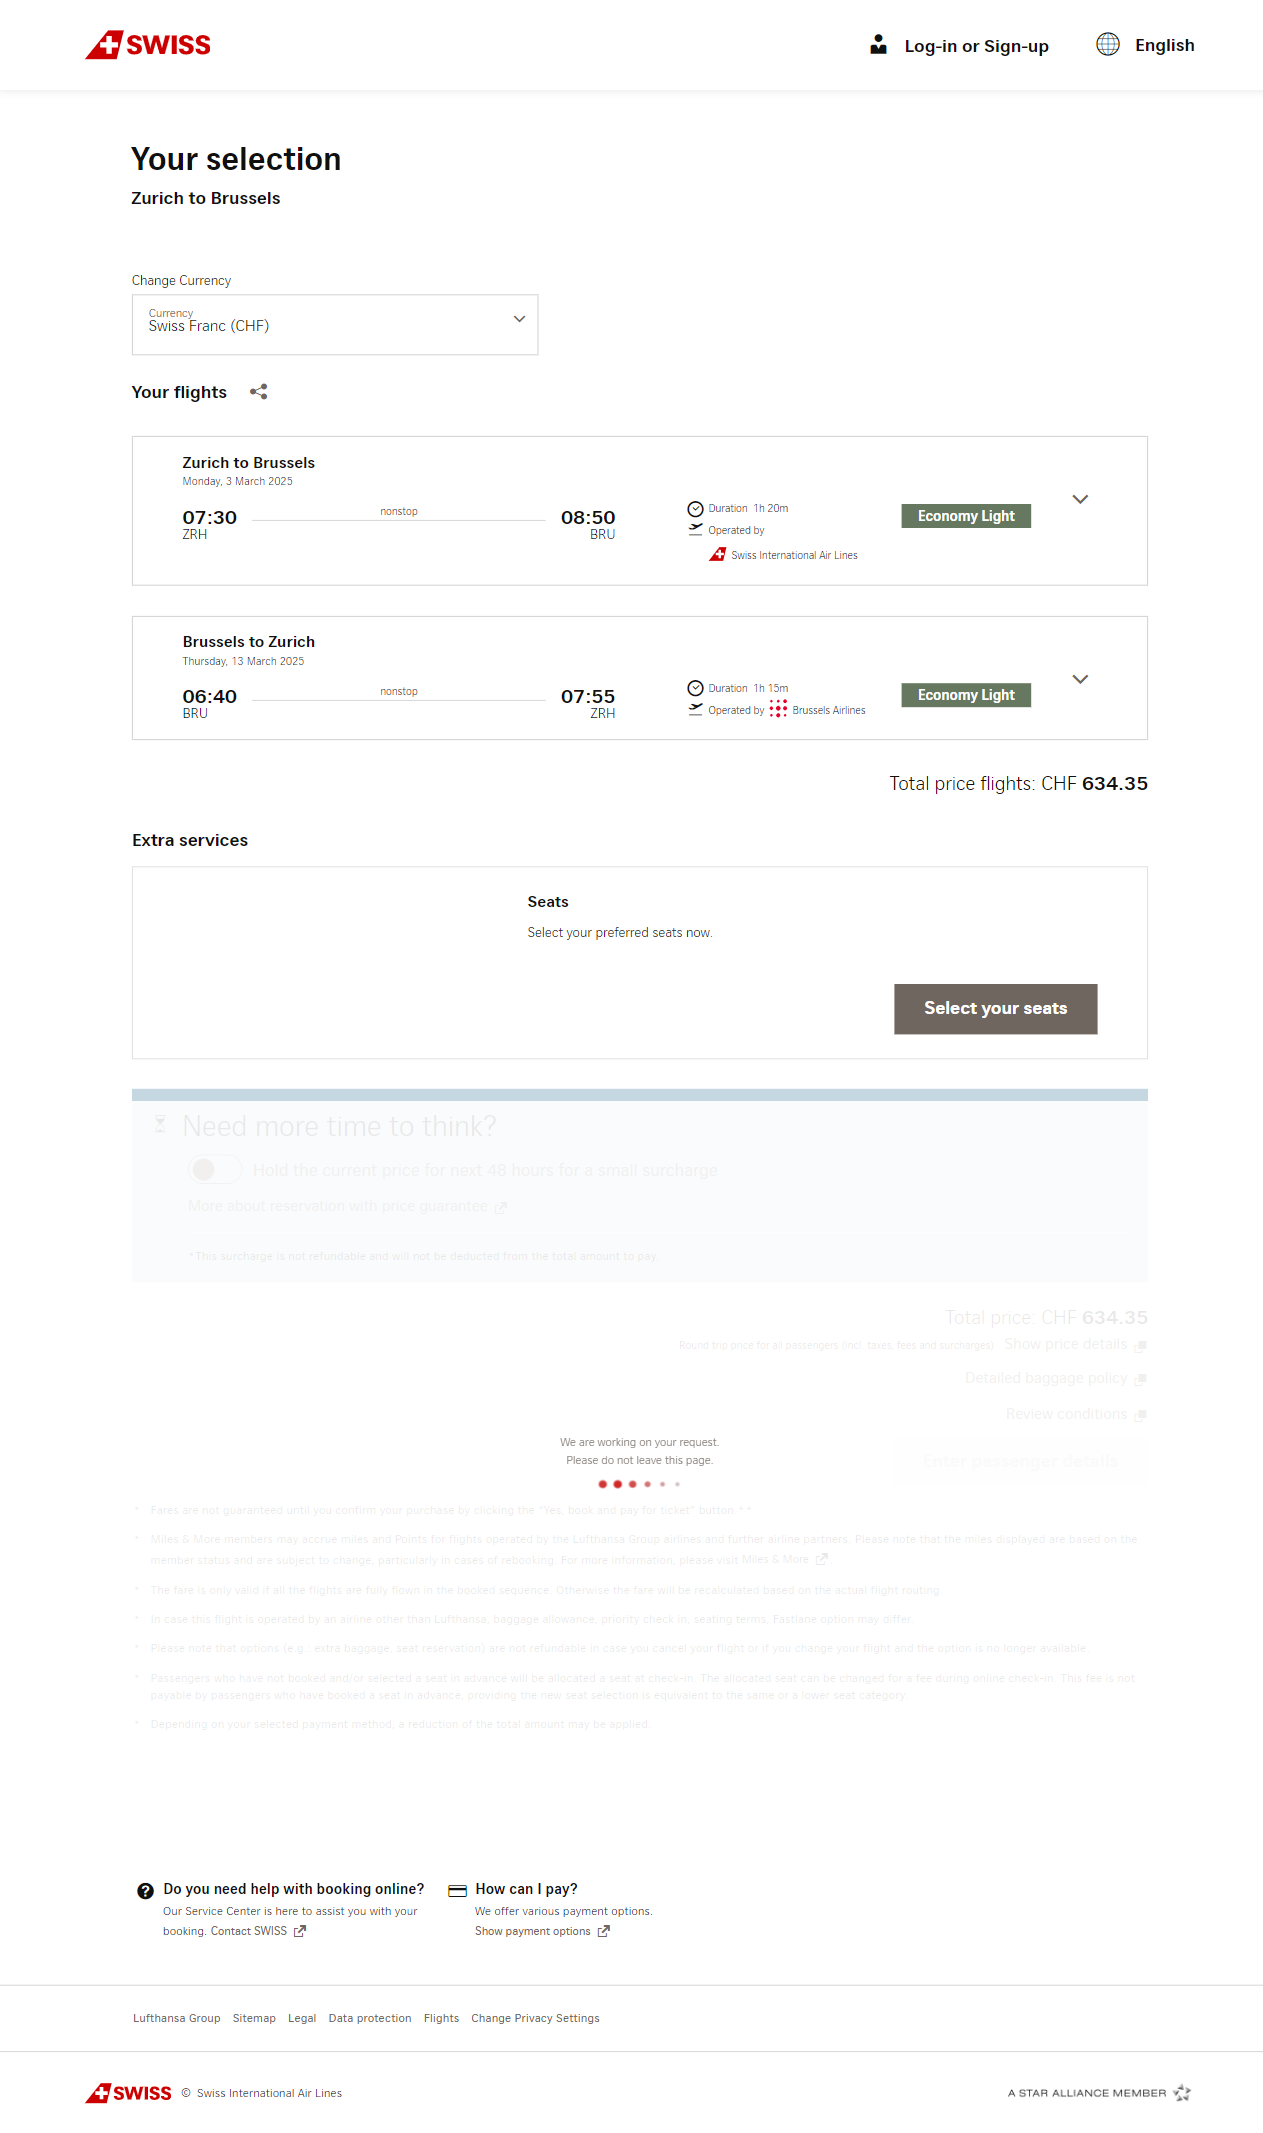 SWISS
Log-in or Sign-up
English
Your selection
Zurich to Brussels
Change Currency
Currency
Swiss Franc (CHF)
Your flights
Zurich to Brussels
Monday, 3 March 2025
07:30
nonstop
08:50
ZRH
BRU
Duration 1h 20m
Operated by
Swiss International Air Lines
Economy Light
Brussels to Zurich
Thursday, 13 March 2025
06:40
nonstop
07:55
BRU
ZRH
Duration 1h 15m
Operated by Brussels Airlines
Economy Light
Total price flights: CHF 634.35
Extra services
Seats
Select your preferred seats now.
Select your seats
Need more time to think?
Hold the current price for next 48 hours for a small surcharge
More about reservation with price guarantee
*This surcharge is not refundable and will not be deducted from the total amount to pay
Total price: CHF 634.35
Round trip price for all passengers (incl. taxes, fees and surcharges) Show price details
Detailed baggage policy
Review conditions
We are working on your request.
Please do not leave this page.
Enter passenger details
* Fares are not guaranteed until you confirm your purchase by clicking the "Yes, book and pay for ticket" button **
* Miles & More members may accrue miles and Points for flights operated by the Lufthansa Group airlines and further airline partners. Please note that the miles displayed are based on the
member status and are subject to change, particularly in cases of rebooking. For more information, please visit Miles & More
* The fare is only valid if all the flights are fully flown in the booked sequence. Otherwise the fare will be recalculated based on the actual flight routing.
* In case this flight is operated by an airline other than Lufthansa, baggage allowance, priority check in, seating terms, Fastlane option may differ.
* Please note that options (e.g., extra baggage, seat reservation) are not refundable in case you cancel your flight or if you change your flight and the option is no longer available.
* Passengers who have not booked and/or selected a seat in advance will be allocated a seat at check-in. The allocated seat can be changed for a fee during online check-in. This fee is not
payable by passengers who have booked a seat in advance, providing the new seat selection is equivalent to the same or a lower seat category
* Depending on your selected payment method, a reduction of the total amount may be applied.
Do you need help with booking online?
Our Service Center is here to assist you with your
booking. Contact SWISS
How can I pay?
We offer various payment options.
Show payment options
Lufthansa Group Sitemap Legal Data protection Flights Change Privacy Settings
SWISS © Swiss International Air Lines
A STAR ALLIANCE MEMBER